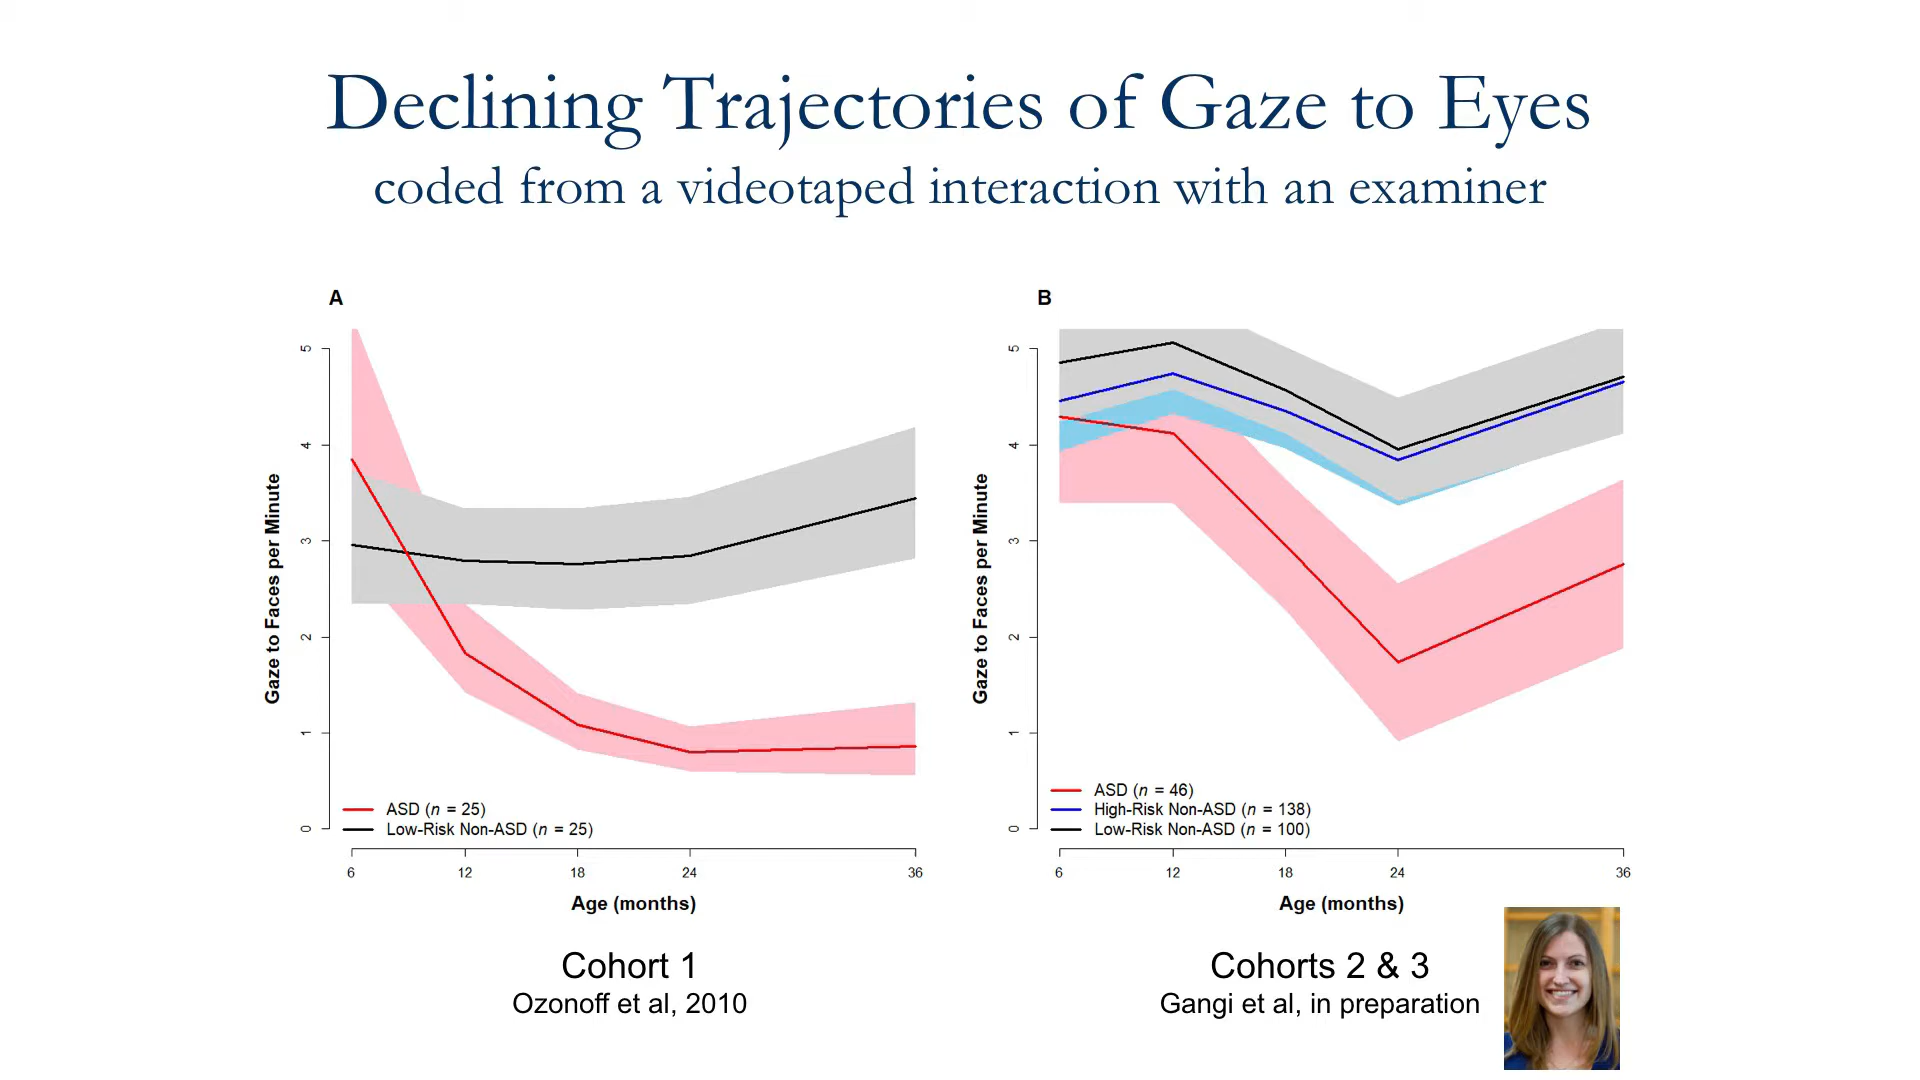 Declining Trajectories of Gaze to Eyes
coded from a videotaped interaction with an examiner
A
5
4
3
2
1
0
Gaze to Faces per Minute
ASD (n = 25)
Low-Risk Non-ASD (n = 25)
6 12 18 24 36
Age (months)
Cohort 1
Ozonoff et al, 2010
B
5
4
3
2
1
0
Gaze to Faces per Minute
ASD (n = 46)
High-Risk Non-ASD (n = 138)
Low-Risk Non-ASD (n = 100)
6 12 18 24 36
Age (months)
Cohorts 2 & 3
Gangi et al, in preparation